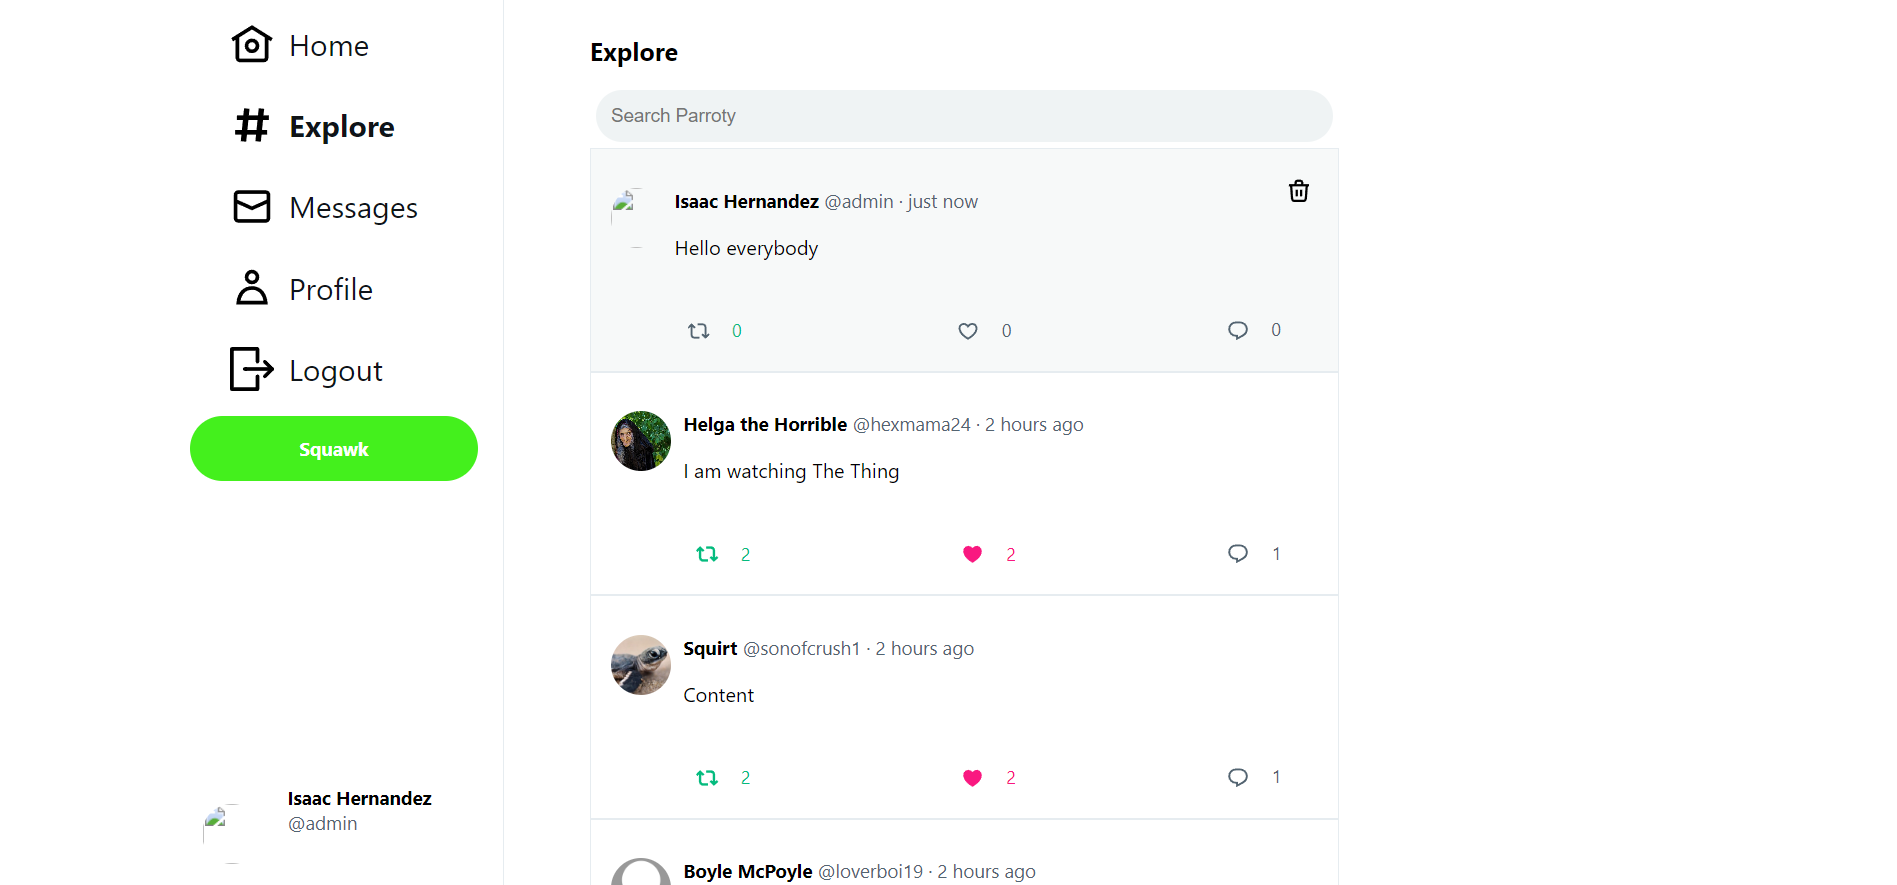 Home
Explore
Messages
Profile
Logout
Squawk
Isaac Hernandez
@admin
Explore
Search Parroty
Isaac Hernandez @admin · just now
Hello everybody
0 0 0
Helga the Horrible @hexmama24 · 2 hours ago
I am watching The Thing
2 2 1
Squirt @sonofcrush1 · 2 hours ago
Content
2 2 1
Boyle McPoyle @loverboi19 · 2 hours ago